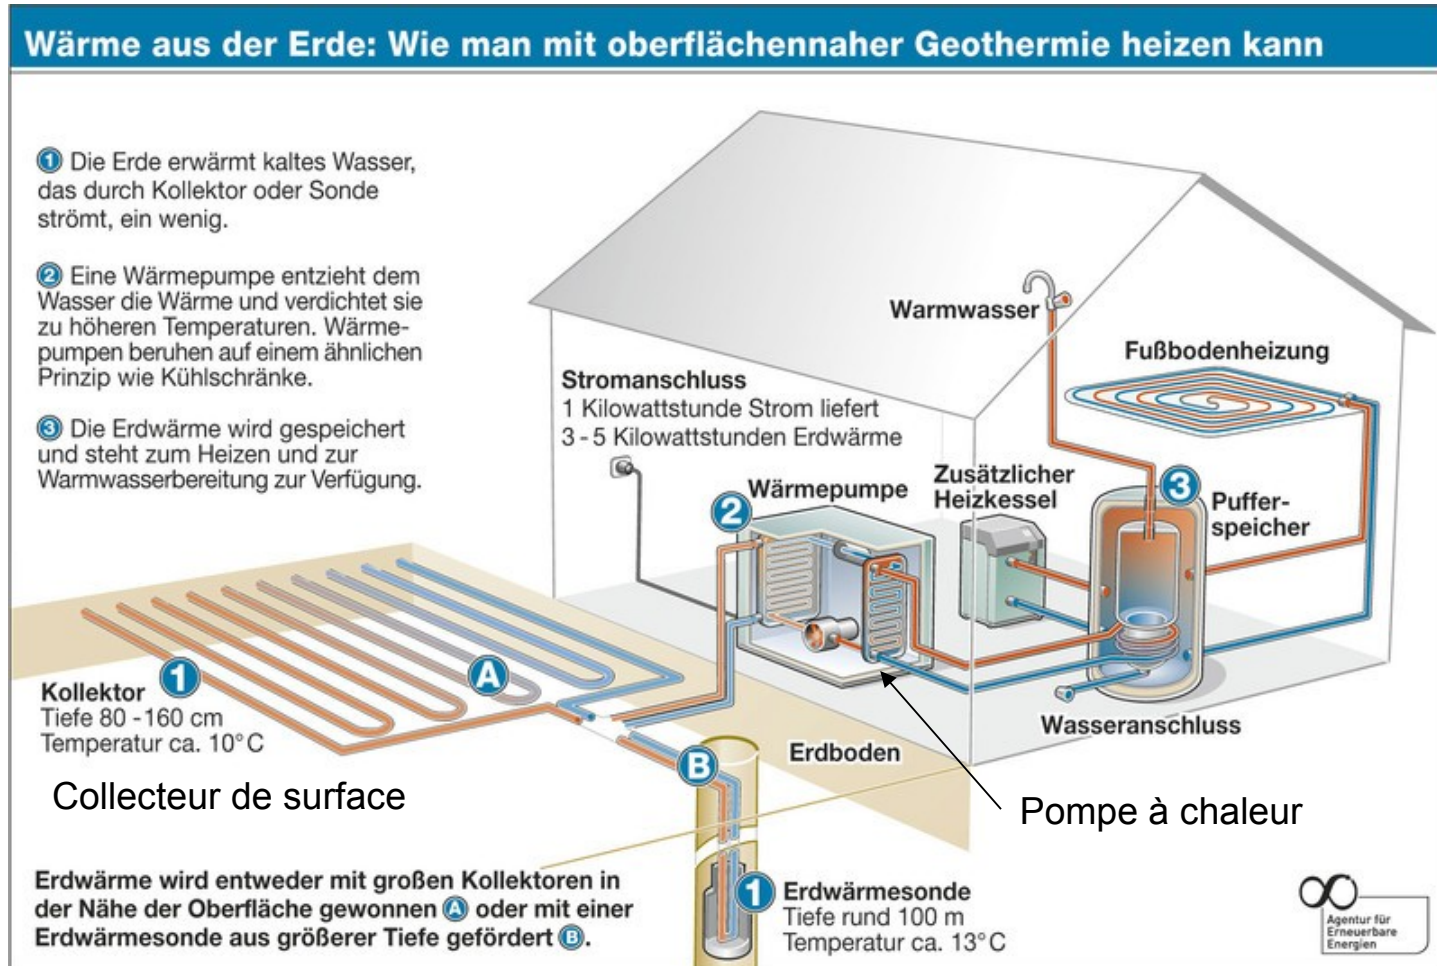 Wärme aus der Erde: Wie man mit oberflächennaher Geothermie heizen kann
1 Die Erde erwärmt kaltes Wasser,
das durch Kollektor oder Sonde
strömt, ein wenig.
2 Eine Wärmepumpe entzieht dem
Wasser die Wärme und verdichtet sie
zu höheren Temperaturen. Wärme-
pumpen beruhen auf einem ähnlichen
Prinzip wie Kühlschränke.
3 Die Erdwärme wird gespeichert
und steht zum Heizen und zur
Warmwasserbereitung zur Verfügung.
Warmwasser
Fußbodenheizung
Stromanschluss
1 Kilowattstunde Strom liefert
3 - 5 Kilowattstunden Erdwärme
Wärmepumpe
2
Zusätzlicher
Heizkessel
3
Puffer-
speicher
1
A
Kollektor
Tiefe 80 - 160 cm
Temperatur ca. 10° C
Wasseranschluss
Erdboden
B
Collecteur de surface
Pompe à chaleur
Erdwärme wird entweder mit großen Kollektoren in
der Nähe der Oberfläche gewonnen A oder mit einer
Erdwärmesonde aus größerer Tiefe gefördert B.
1
Erdwärmesonde
Tiefe rund 100 m
Temperatur ca. 13° C
Agentur für
Erneuerbare
Energien